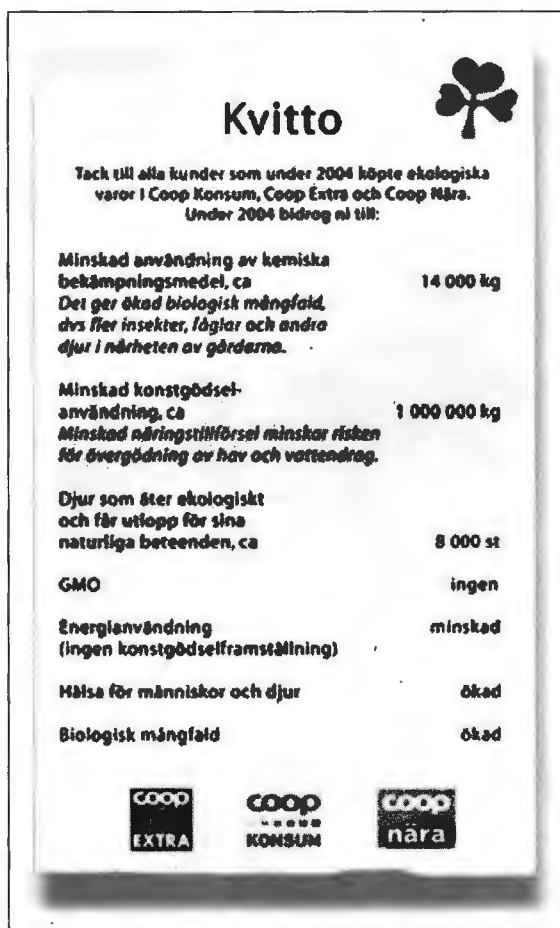 Kvitto
Tack till alla kunder som under 2004 köpte ekologiska
varor i Coop Konsum, Coop Extra och Coop Nära.
Under 2004 bidrog ni till:
Minskad användning av kemiska
bekämpningsmedel, ca 14 000 kg
Det ger ökad biologisk mångfald,
dvs fler insekter, fåglar och andra
djur i närheten av gårdarna.
Minskad konstgödsel-
användning, ca 1 000 000 kg
Minskad näringstillförsel minskar risken
för övergödning av hav och vattendrag.
Djur som äter ekologiskt
och får utlopp för sina
naturliga beteenden, ca 8 000 st
GMO ingen
Energianvändning minskad
(ingen konstgödselframställning)
Hälsa för människor och djur ökad
Biologisk mångfald ökad
coop EXTRA
coop KONSUM
coop nära